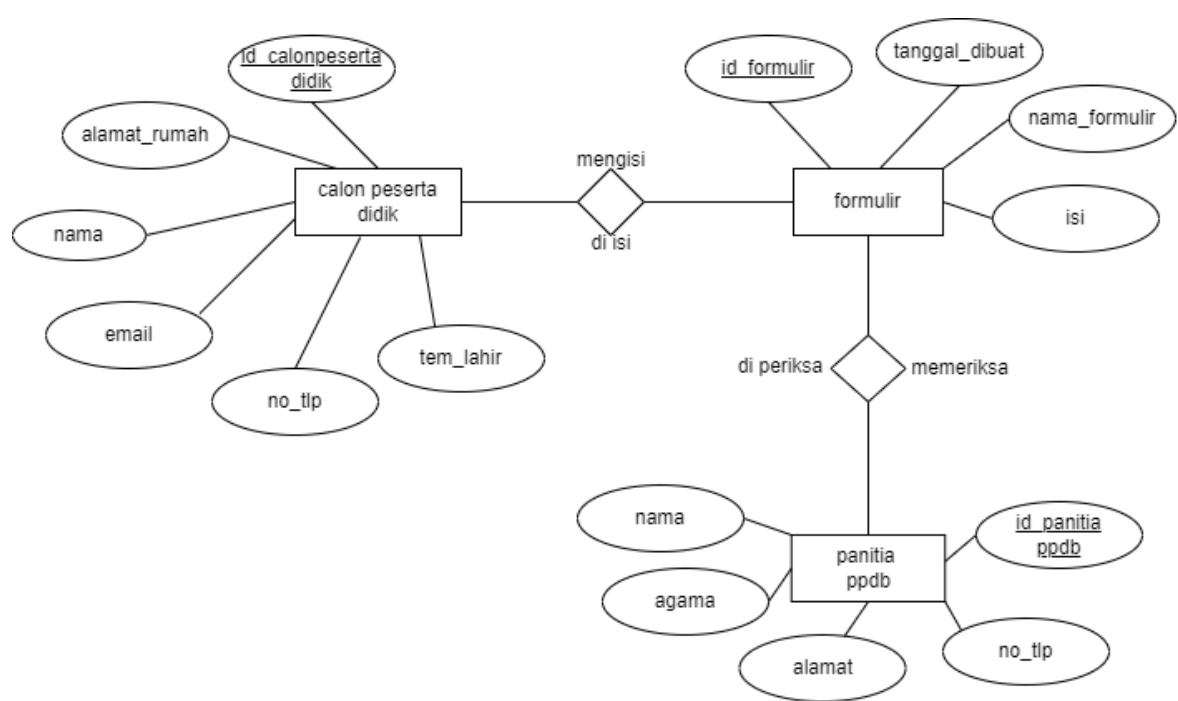 id_calonpeserta
didik
alamat_rumah
calon peserta
didik
nama
email
no_tlp
tem_lahir
mengisi
di isi
id_formulir
tanggal_dibuat
nama_formulir
formulir
isi
di periksa
memeriksa
nama
id_panitia
ppdb
panitia
ppdb
agama
alamat
no_tlp